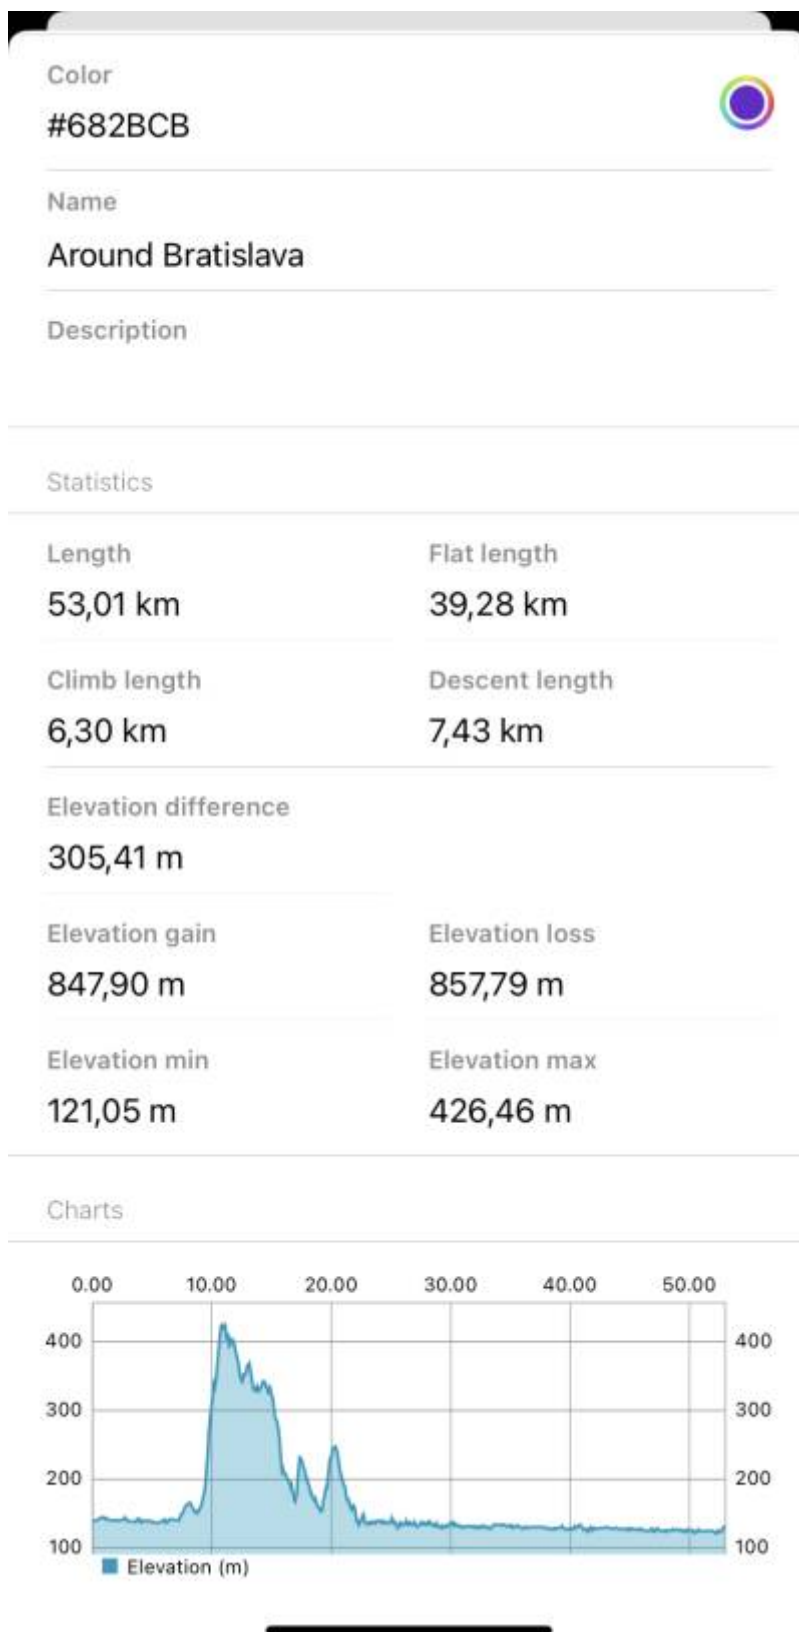 Color
#682BCB
Name
Around Bratislava
Description
Statistics
Length Flat length
53,01 km 39,28 km
Climb length Descent length
6,30 km 7,43 km
Elevation difference
305,41 m
Elevation gain Elevation loss
847,90 m 857,79 m
Elevation min Elevation max
121,05 m 426,46 m
Charts
0.00 10.00 20.00 30.00 40.00 50.00
400 400
300 300
200 200
100 100
Elevation (m)